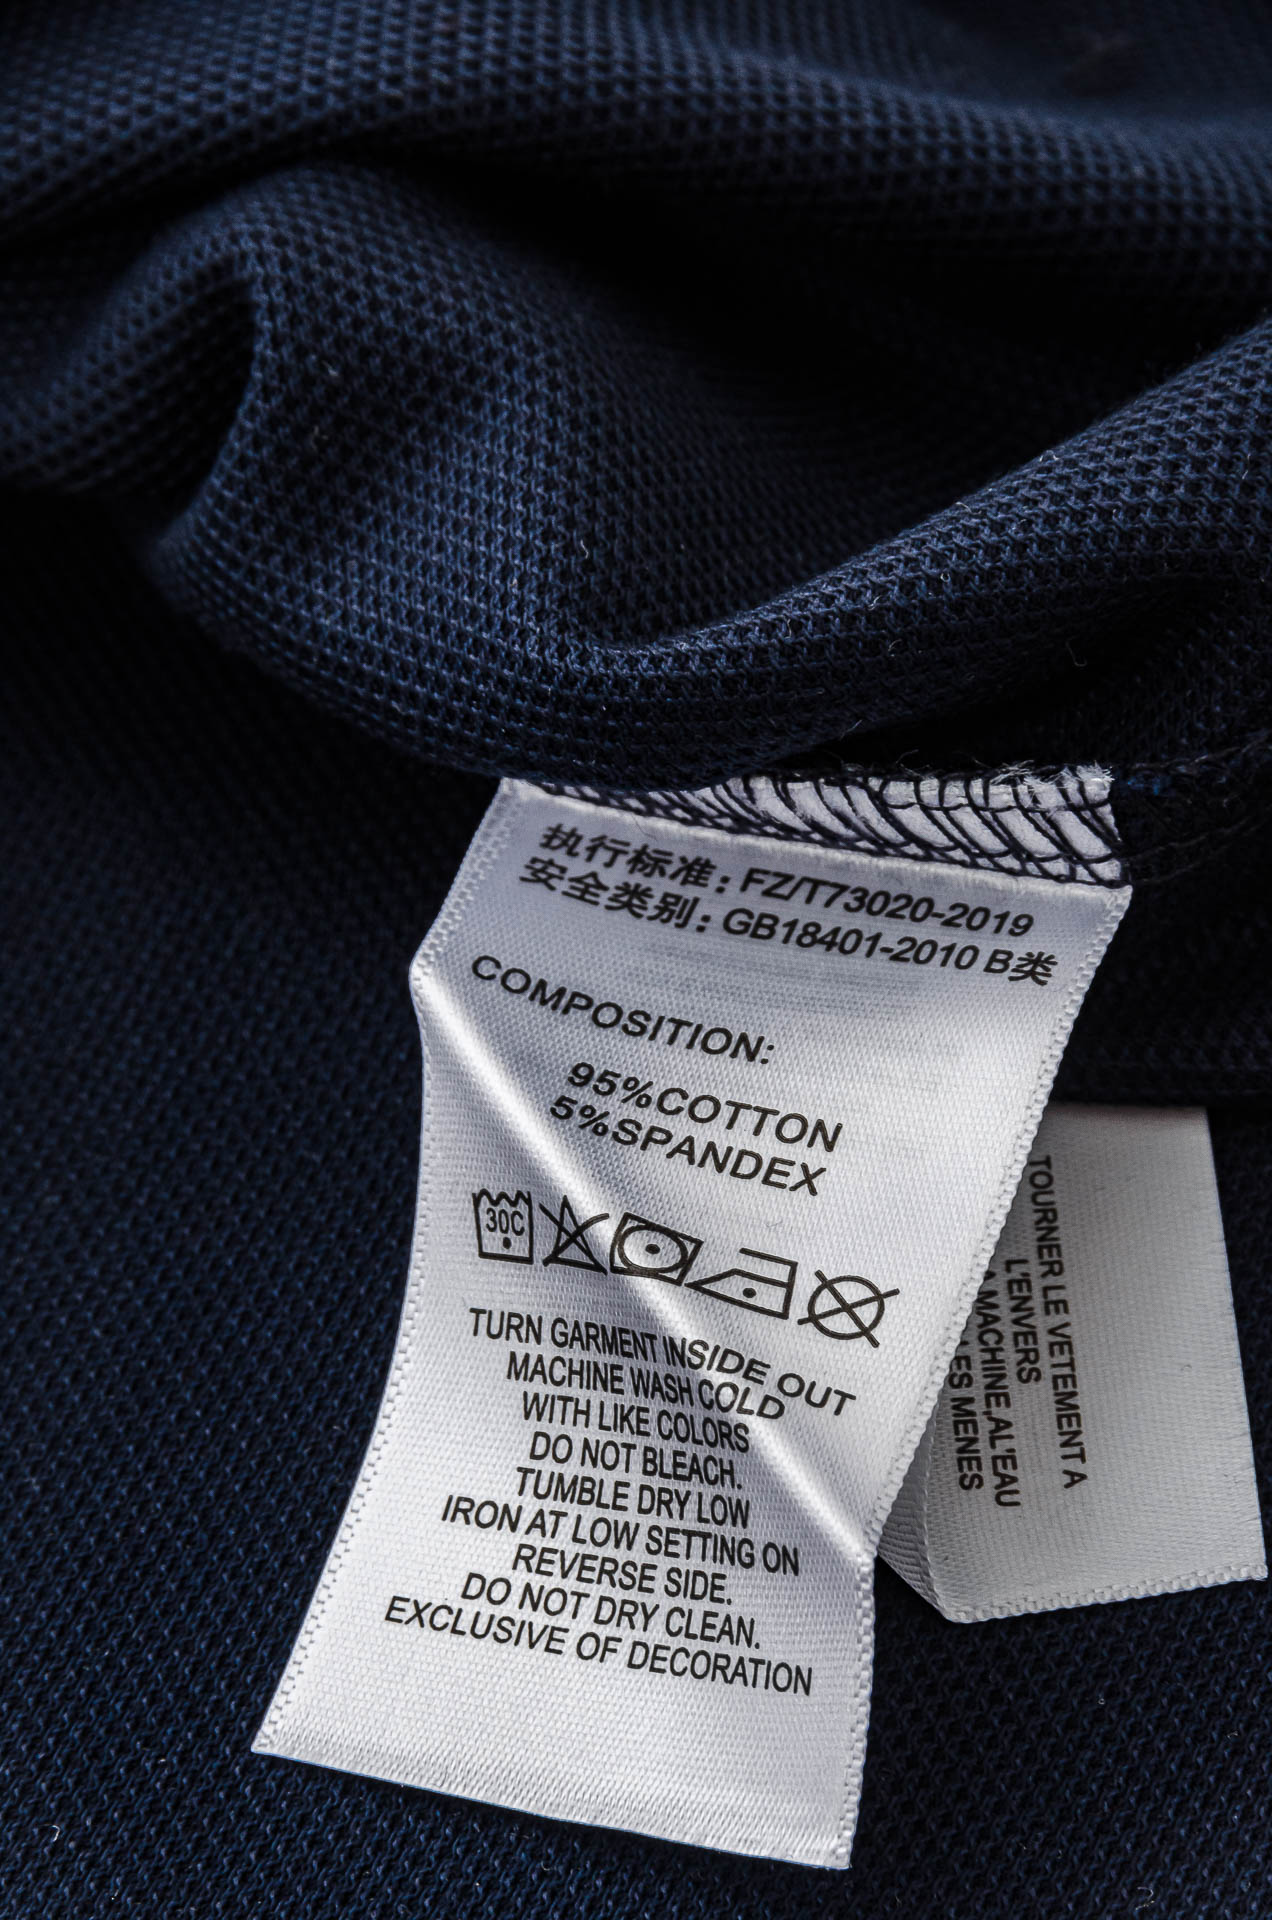 执行标准：FZ/T73020-2019
安全类别：GB18401-2010 B类
COMPOSITION:
95%COTTON
5%SPANDEX
30C
TURN GARMENT INSIDE OUT
MACHINE WASH COLD
WITH LIKE COLORS
DO NOT BLEACH.
TUMBLE DRY LOW
IRON AT LOW SETTING ON
REVERSE SIDE.
DO NOT DRY CLEAN.
EXCLUSIVE OF DECORATION
TOURNER LE VETEMENT A
L'ENVERS
MACHINE,AL'EAU
LES MENES